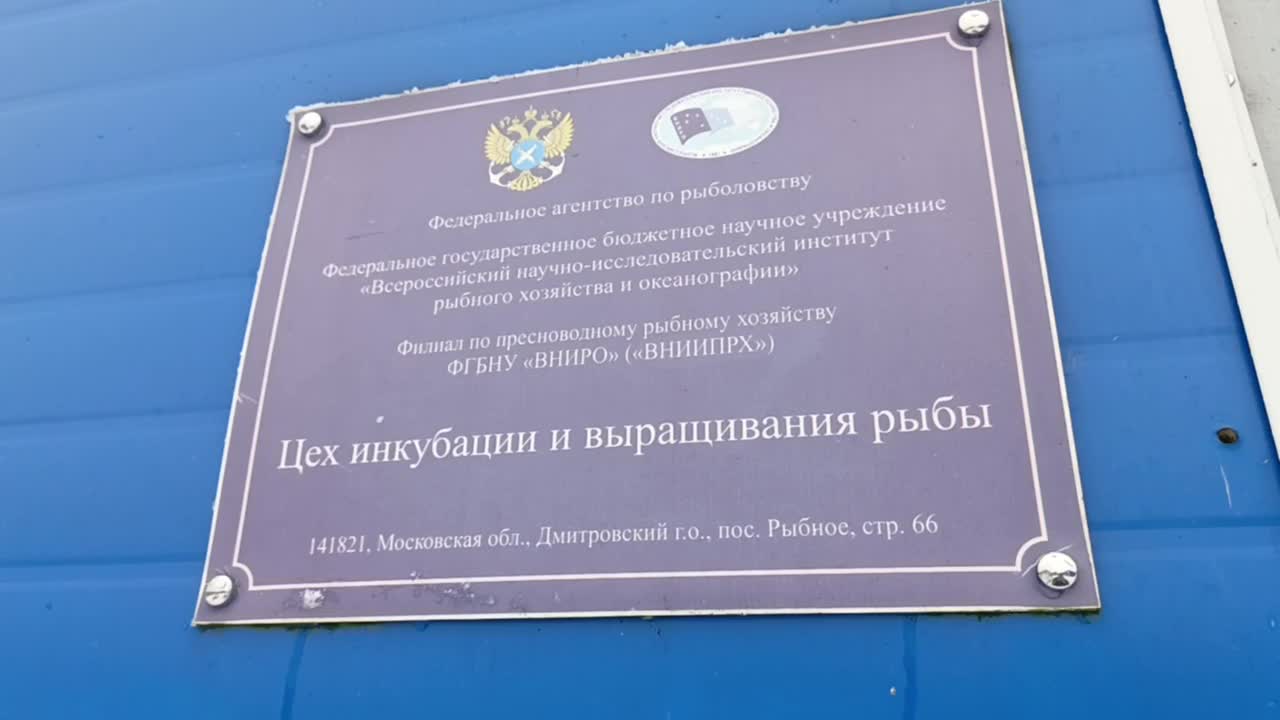 Федеральное агентство по рыболовству
Федеральное государственное бюджетное научное учреждение
«Всероссийский научно-исследовательский институт
рыбного хозяйства и океанографии»
Филиал по пресноводному рыбному хозяйству
ФГБНУ «ВНИРО» («ВНИИПРХ»)
Цех инкубации и выращивания рыбы
141821, Московская обл., Дмитровский г.о., пос. Рыбное, стр. 66